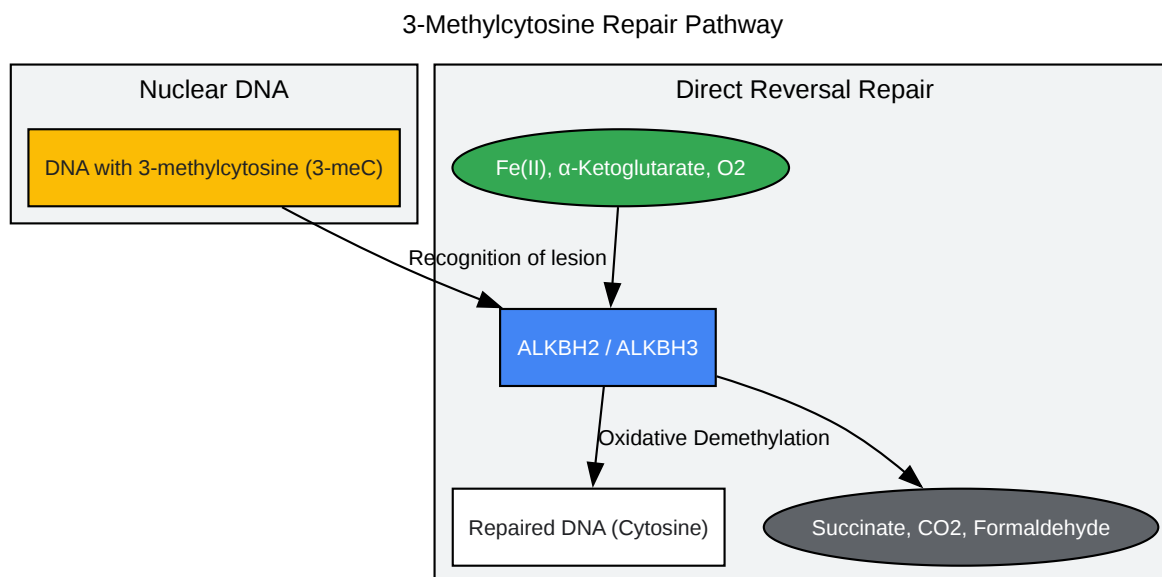 3-Methylcytosine Repair Pathway
Nuclear DNA
Direct Reversal Repair
DNA with 3-methylcytosine (3-meC)
Fe(II), α-Ketoglutarate, O2
Recognition of lesion
ALKBH2 / ALKBH3
Oxidative Demethylation
Repaired DNA (Cytosine)
Succinate, CO2, Formaldehyde